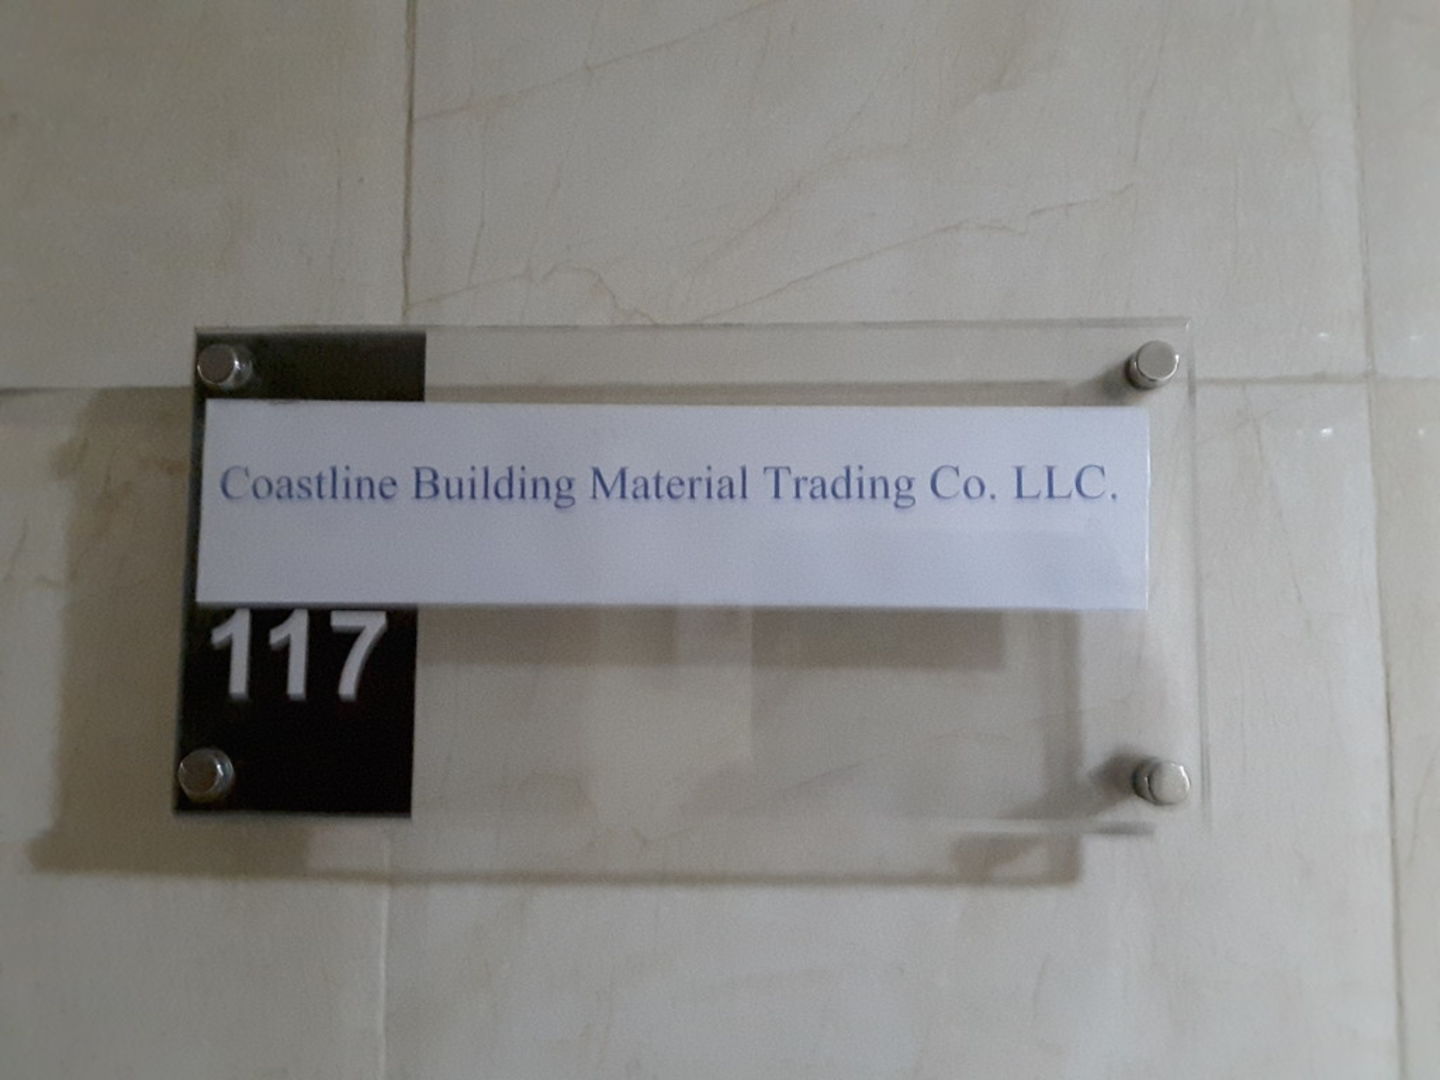 Coastline Building Material Trading Co. LLC.
117